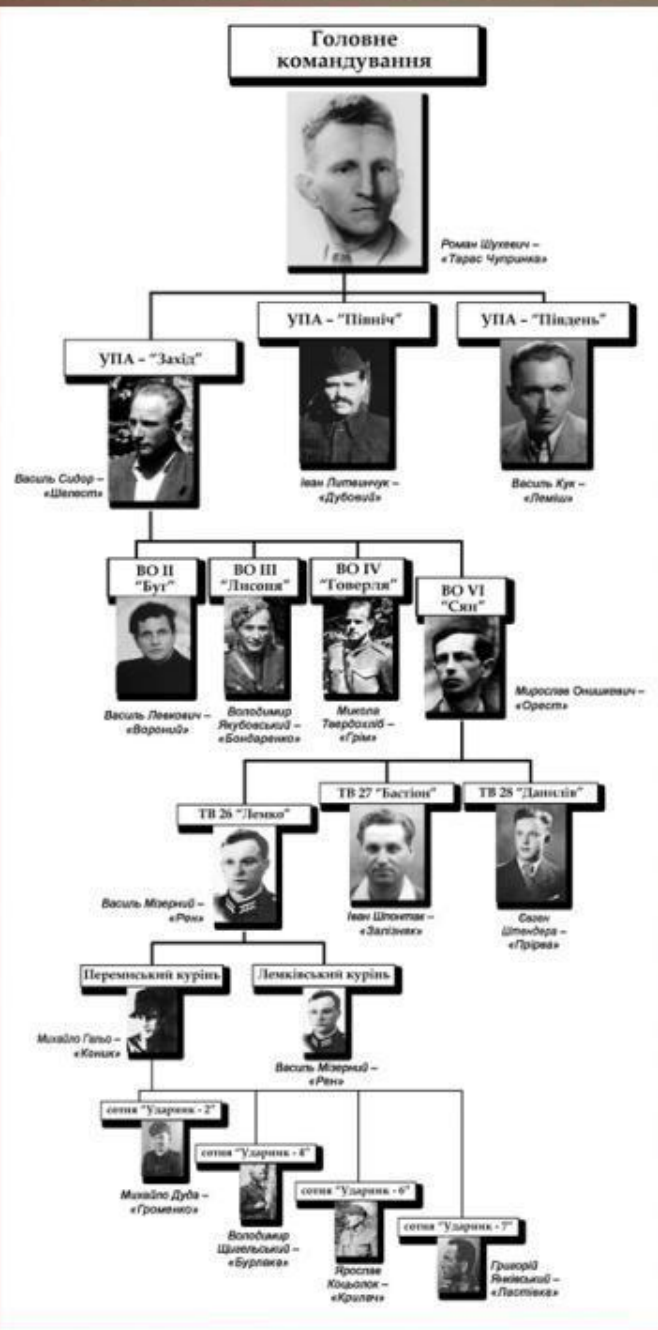 Головне
командування
Роман Шухевич –
«Тарас Чупринка»
УПА – "Захід"
УПА – "Північ"
УПА – "Південь"
Василь Сидор –
«Шелест»
Іван Литвинчук –
«Дубовий»
Василь Кук –
«Леміш»
ВО II
"Буг"
ВО III
"Лисоня"
ВО IV
"Говерля"
ВО VI
"Сян"
Василь Левкович –
«Вороний»
Володимир
Якубовський –
«Бондаренко»
Микола
Твердохліб –
«Грім»
Мирослав Онишкевич –
«Орест»
ТВ 26 "Лемко"
ТВ 27 "Бастіон"
ТВ 28 "Данилів"
Василь Мізерний –
«Рен»
Іван Шпонтак –
«Залізняк»
Євген
Штендера –
«Прірва»
Перемиський курінь
Лемківський курінь
Михайло Гальо –
«Коник»
Василь Мізерний –
«Рен»
сотня "Ударник - 2"
Михайло Дуда –
«Громенко»
сотня "Ударник - 4"
Володимир
Щигельський –
«Бурлака»
сотня "Ударник - 6"
Ярослав
Коцьолок –
«Крилач»
сотня "Ударник - 7"
Григорій
Янківський –
«Ластівка»